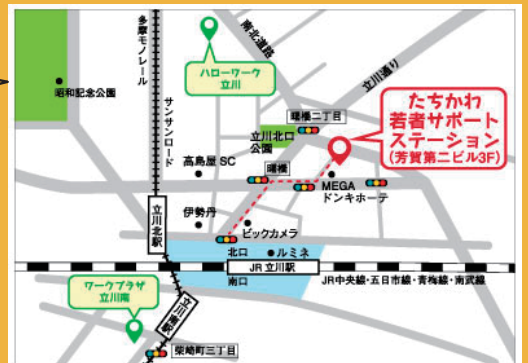 多摩モノレール
南北道路
ハローワーク
立川
立川通り
昭和記念公園
サンサンロード
曙橋二丁目
立川北口
公園
たちかわ
若者サポート
ステーション
(芳賀第二ビル3F)
高島屋 SC
曙橋
MEGA
ドンキホーテ
伊勢丹
立川北駅
ビックカメラ
北口
ルミネ
JR 立川駅
JR中央線・五日市線・青梅線・南武線
南口
ワークプラザ
立川南
立川南駅
柴崎町三丁目